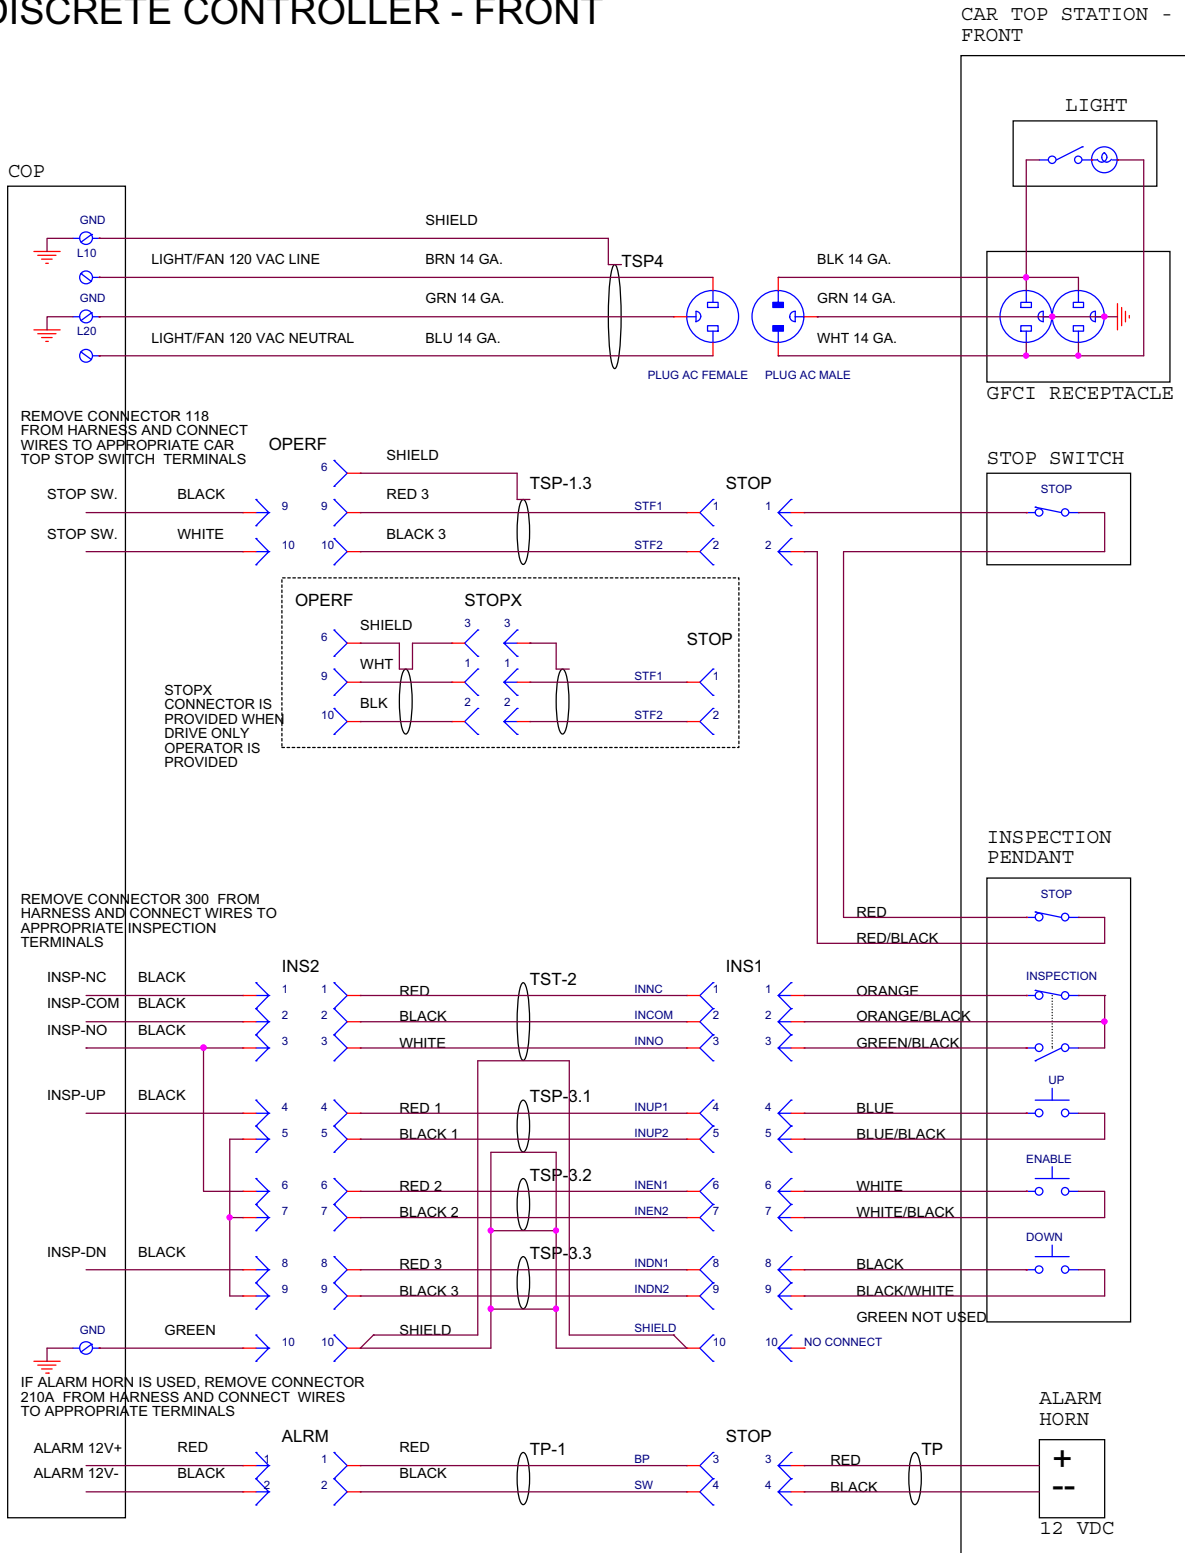 DISCRETE CONTROLLER - FRONT
CAR TOP STATION -
FRONT
LIGHT
COP
GND
SHIELD
L10
LIGHT/FAN 120 VAC LINE
BRN 14 GA.
TSP4
BLK 14 GA.
GND
GRN 14 GA.
GRN 14 GA.
L20
LIGHT/FAN 120 VAC NEUTRAL
BLU 14 GA.
WHT 14 GA.
PLUG AC FEMALE
PLUG AC MALE
GFCI RECEPTACLE
REMOVE CONNECTOR 118
FROM HARNESS AND CONNECT
WIRES TO APPROPRIATE CAR
TOP STOP SWITCH TERMINALS
OPERF
6
SHIELD
TSP-1.3
STOP
STOP SWITCH
STOP
STOP SW.
BLACK
9
9
RED 3
STF1
1
1
STOP SW.
WHITE
10
10
BLACK 3
STF2
2
2
OPERF
STOPX
6
SHIELD
3
3
STOP
9
WHT
1
1
STF1
1
10
BLK
2
2
STF2
2
STOPX
CONNECTOR IS
PROVIDED WHEN
DRIVE ONLY
OPERATOR IS
PROVIDED
INSPECTION
PENDANT
STOP
RED
RED/BLACK
REMOVE CONNECTOR 300 FROM
HARNESS AND CONNECT WIRES TO
APPROPRIATE INSPECTION
TERMINALS
INS2
TST-2
INS1
INSPECTION
INSP-NC
BLACK
1
1
RED
INNC
1
1
ORANGE
INSP-COM
BLACK
2
2
BLACK
INCOM
2
2
ORANGE/BLACK
INSP-NO
BLACK
3
3
WHITE
INNO
3
3
GREEN/BLACK
TSP-3.1
UP
INSP-UP
BLACK
4
4
RED 1
INUP1
4
4
BLUE
5
5
BLACK 1
INUP2
5
5
BLUE/BLACK
TSP-3.2
ENABLE
6
6
RED 2
INEN1
6
6
WHITE
7
7
BLACK 2
INEN2
7
7
WHITE/BLACK
TSP-3.3
DOWN
INSP-DN
BLACK
8
8
RED 3
INDN1
8
8
BLACK
9
9
BLACK 3
INDN2
9
9
BLACK/WHITE
GREEN NOT USED
GND
GREEN
10
10
SHIELD
SHIELD
10
10
NO CONNECT
IF ALARM HORN IS USED, REMOVE CONNECTOR
210A FROM HARNESS AND CONNECT WIRES
TO APPROPRIATE TERMINALS
ALARM
HORN
ALRM
TP-1
STOP
TP
ALARM 12V+
RED
1
1
RED
BP
3
3
RED
+
ALARM 12V-
BLACK
2
2
BLACK
SW
4
4
BLACK
--
12 VDC